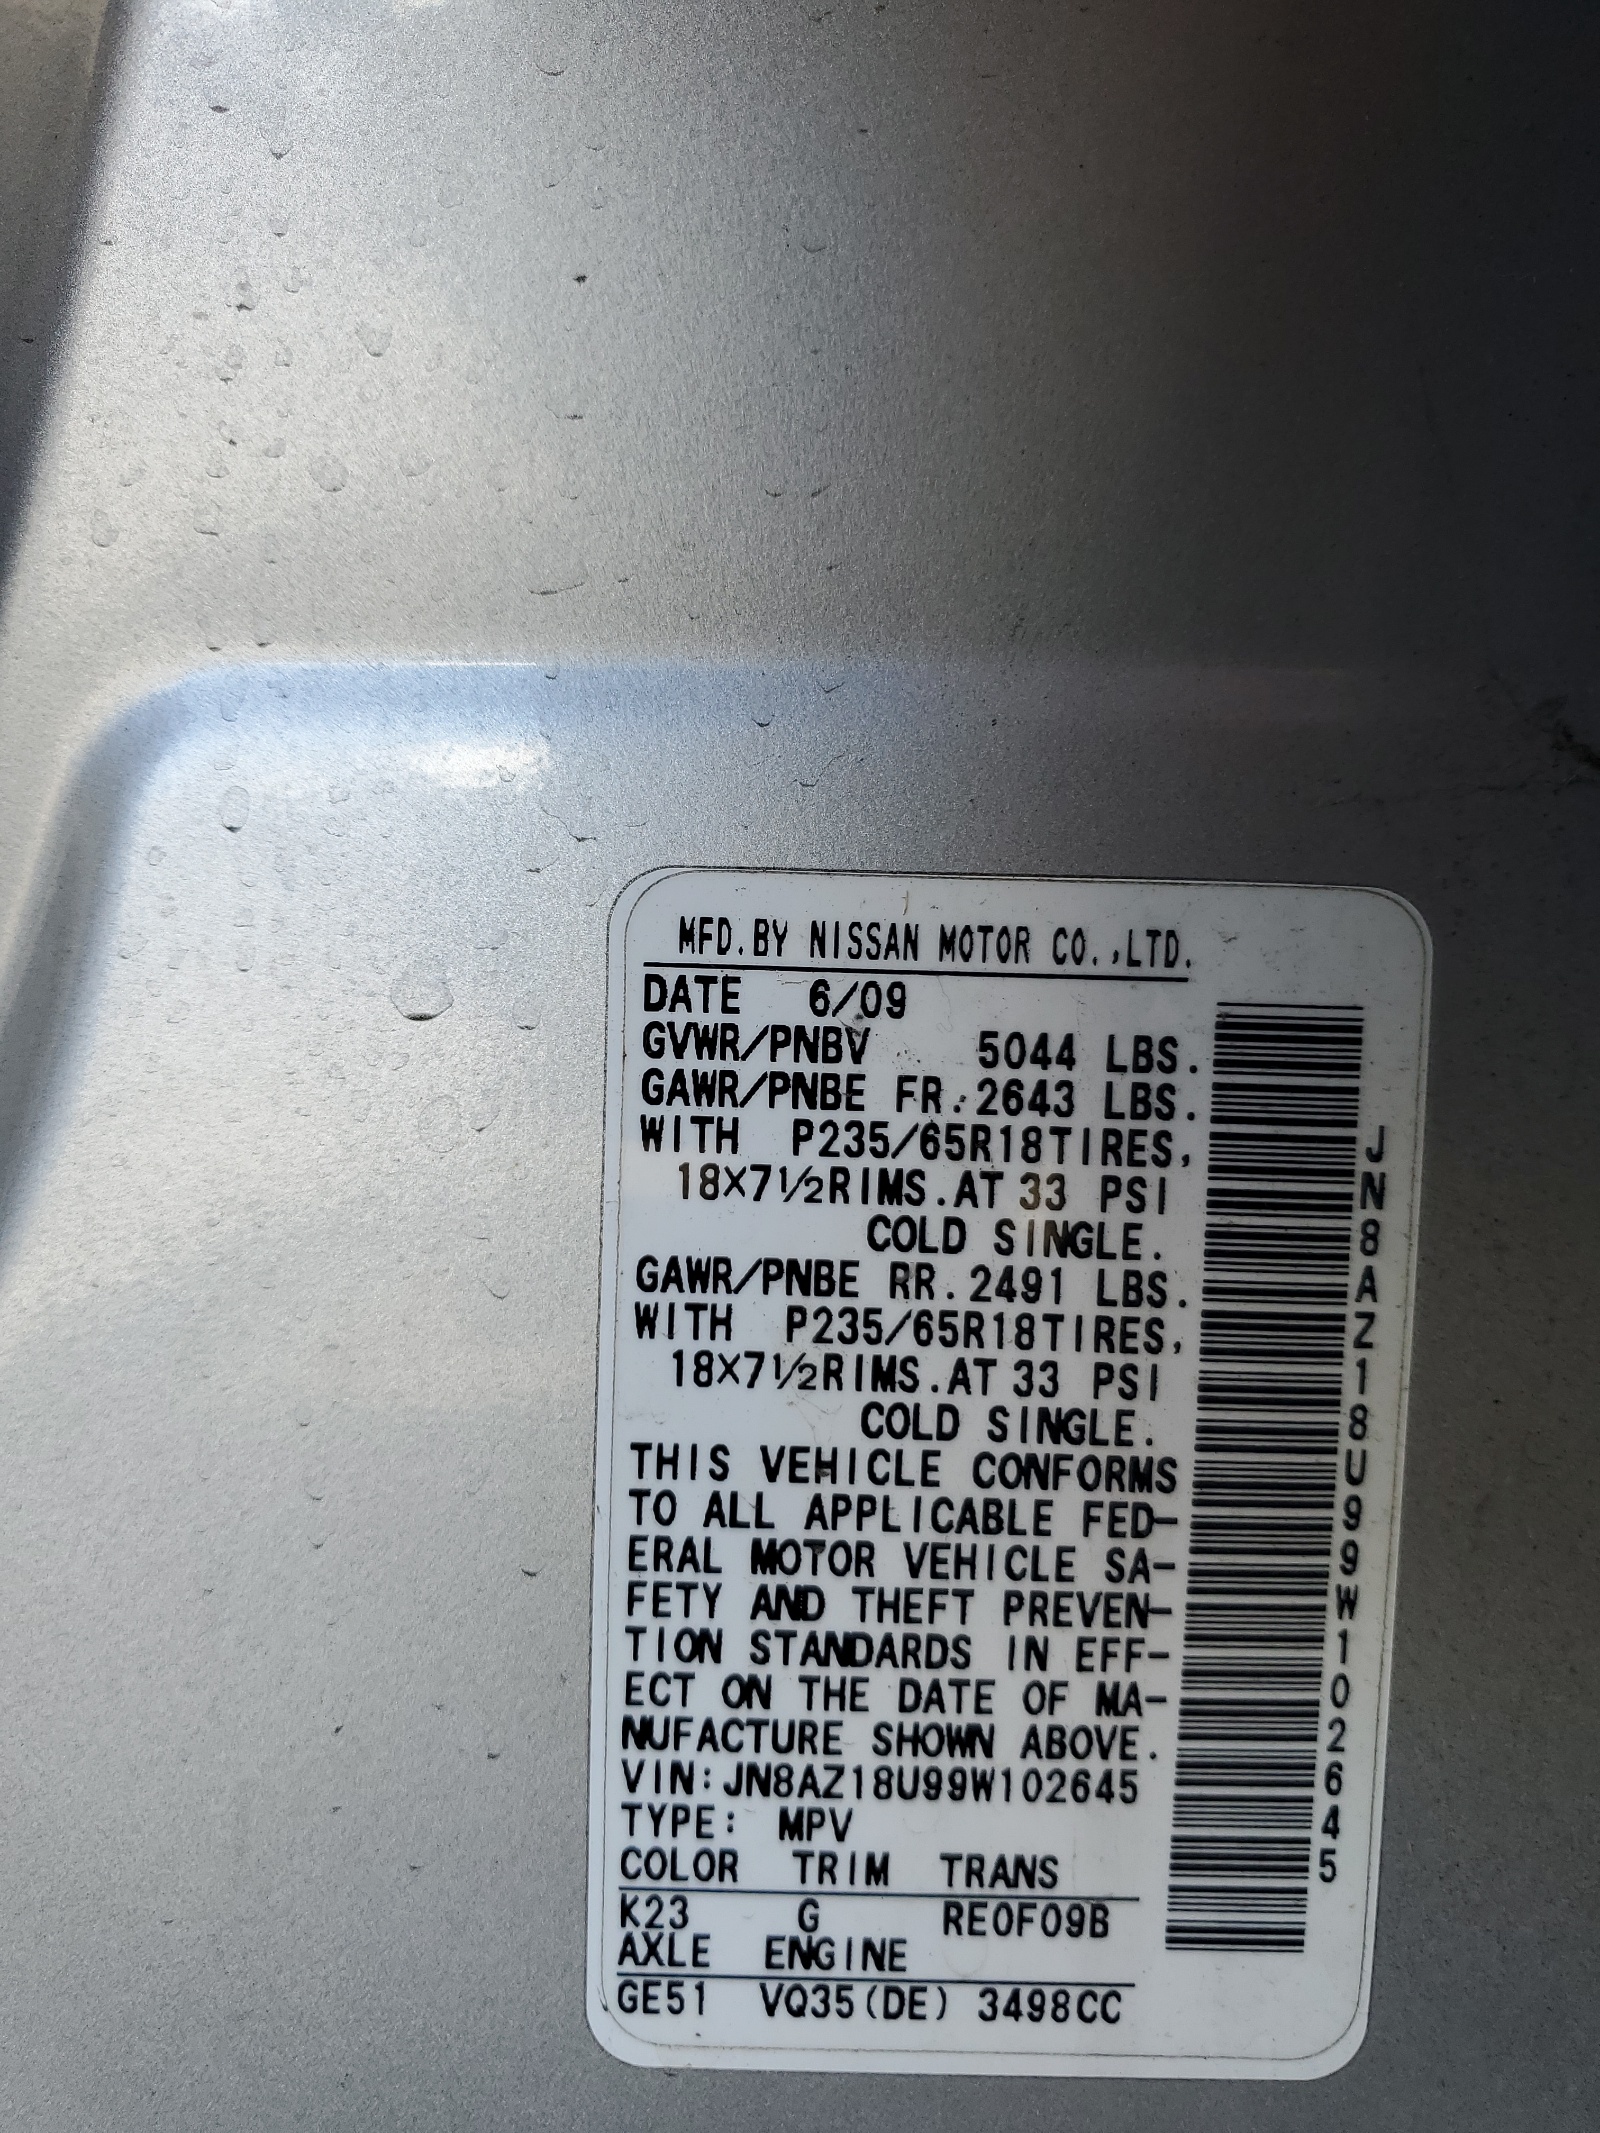 MFD.BY NISSAN MOTOR CO.,LTD.
DATE 6/09
GVWR/PNBV 5044 LBS.
GAWR/PNBE FR.2643 LBS.
WITH P235/65R18TIRES,
18X7½RIMS.AT 33 PSI
COLD SINGLE.
GAWR/PNBE RR.2491 LBS.
WITH P235/65R18TIRES,
18X7½RIMS.AT 33 PSI
COLD SINGLE.
THIS VEHICLE CONFORMS
TO ALL APPLICABLE FED-
ERAL MOTOR VEHICLE SA-
FETY AND THEFT PREVEN-
TION STANDARDS IN EFF-
ECT ON THE DATE OF MA-
NUFACTURE SHOWN ABOVE.
VIN:JN8AZ18U99W102645
TYPE: MPV
COLOR TRIM TRANS
K23 G RE0F09B
AXLE ENGINE
GE51 VQ35(DE) 3498CC
JN8AZ18U99W102645